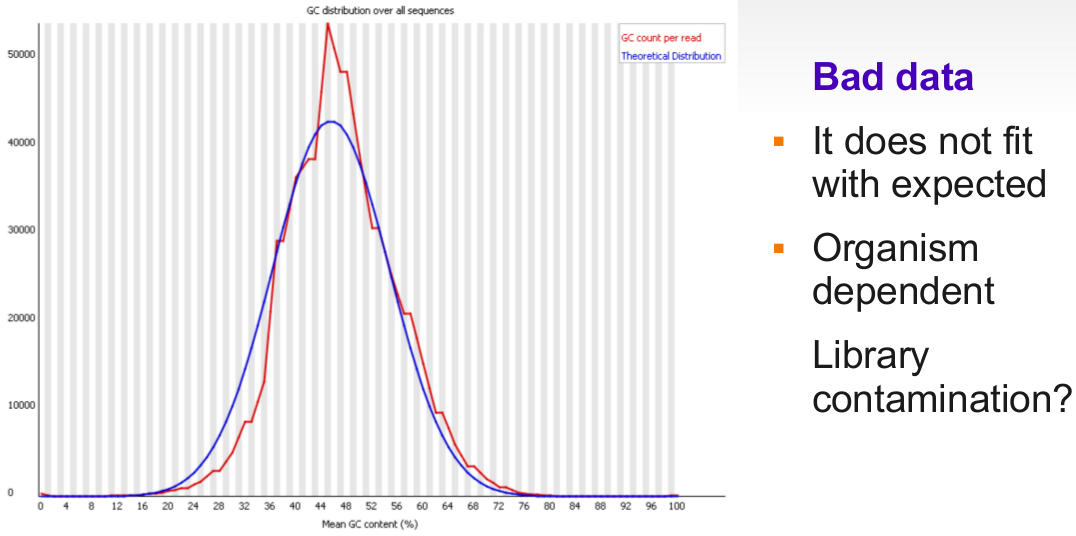 GC distribution over all sequences
GC count per read
Theoretical Distribution
50000
40000
30000
20000
10000
0
0 4 8 12 16 20 24 28 32 36 40 44 48 52 56 60 64 68 72 76 80 84 88 92 96 100
Mean GC content (%)
Bad data
It does not fit
with expected
Organism
dependent
Library
contamination?